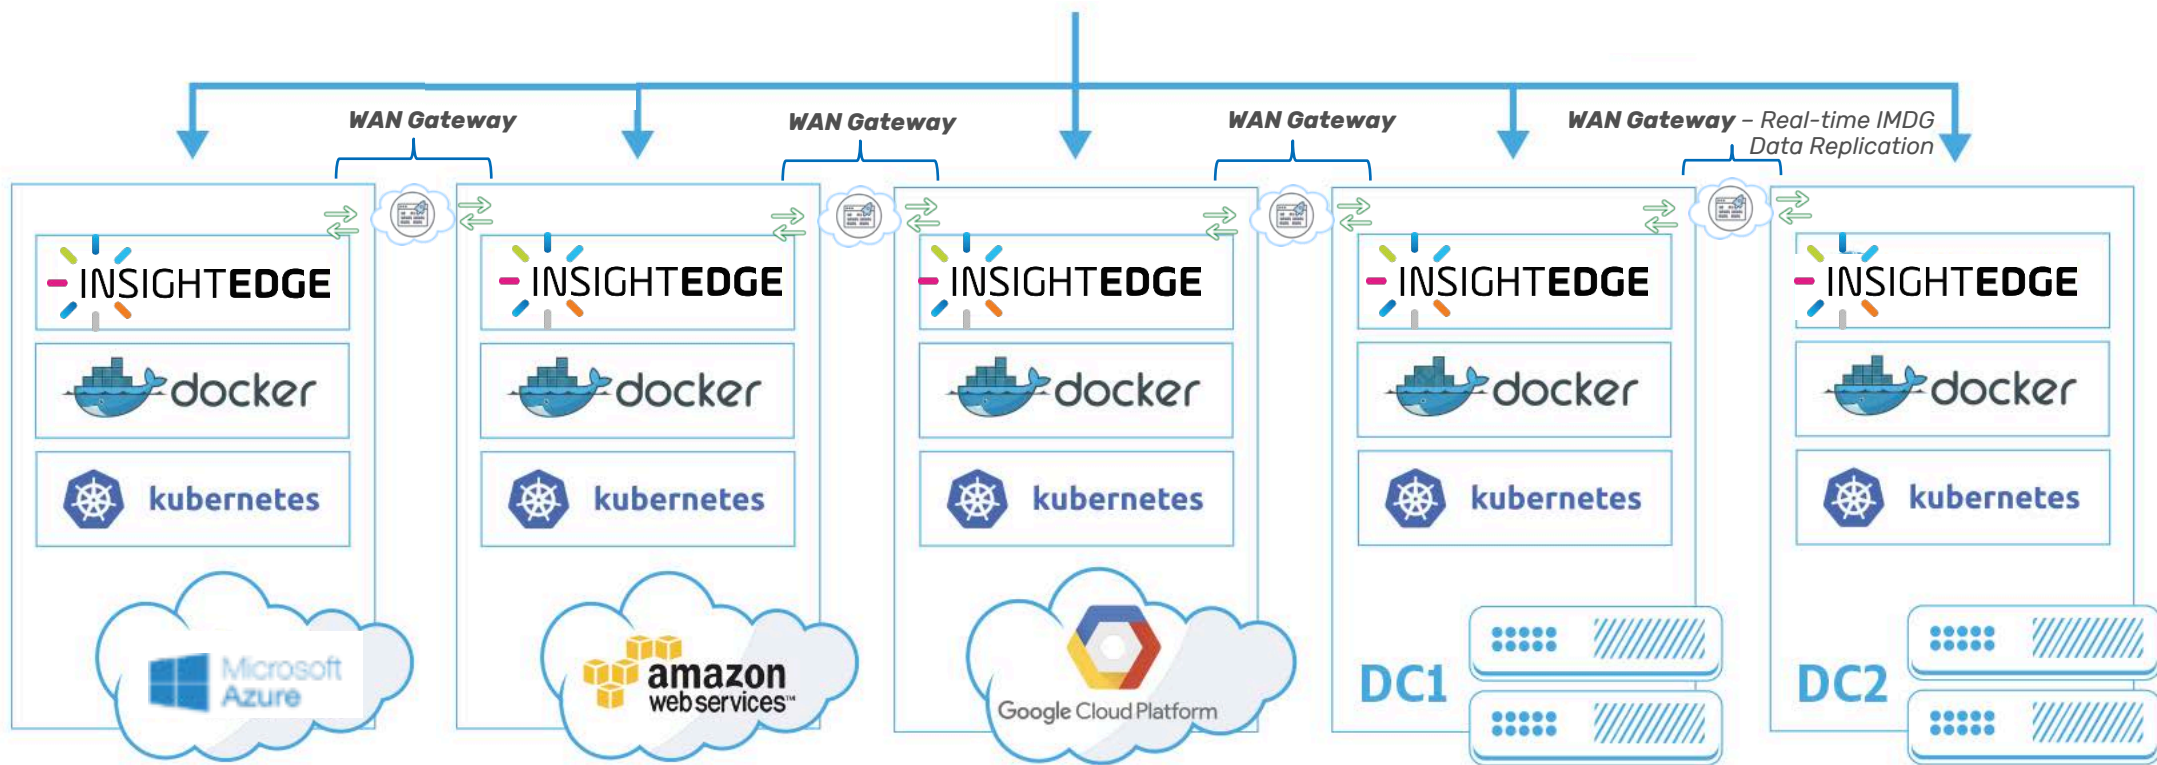 WAN Gateway
WAN Gateway
WAN Gateway
WAN Gateway – Real-time IMDG
Data Replication
INSIGHTEDGE
INSIGHTEDGE
INSIGHTEDGE
INSIGHTEDGE
INSIGHTEDGE
docker
docker
docker
docker
docker
kubernetes
kubernetes
kubernetes
kubernetes
kubernetes
Microsoft
Azure
amazon
web services™
Google Cloud Platform
DC1
DC2